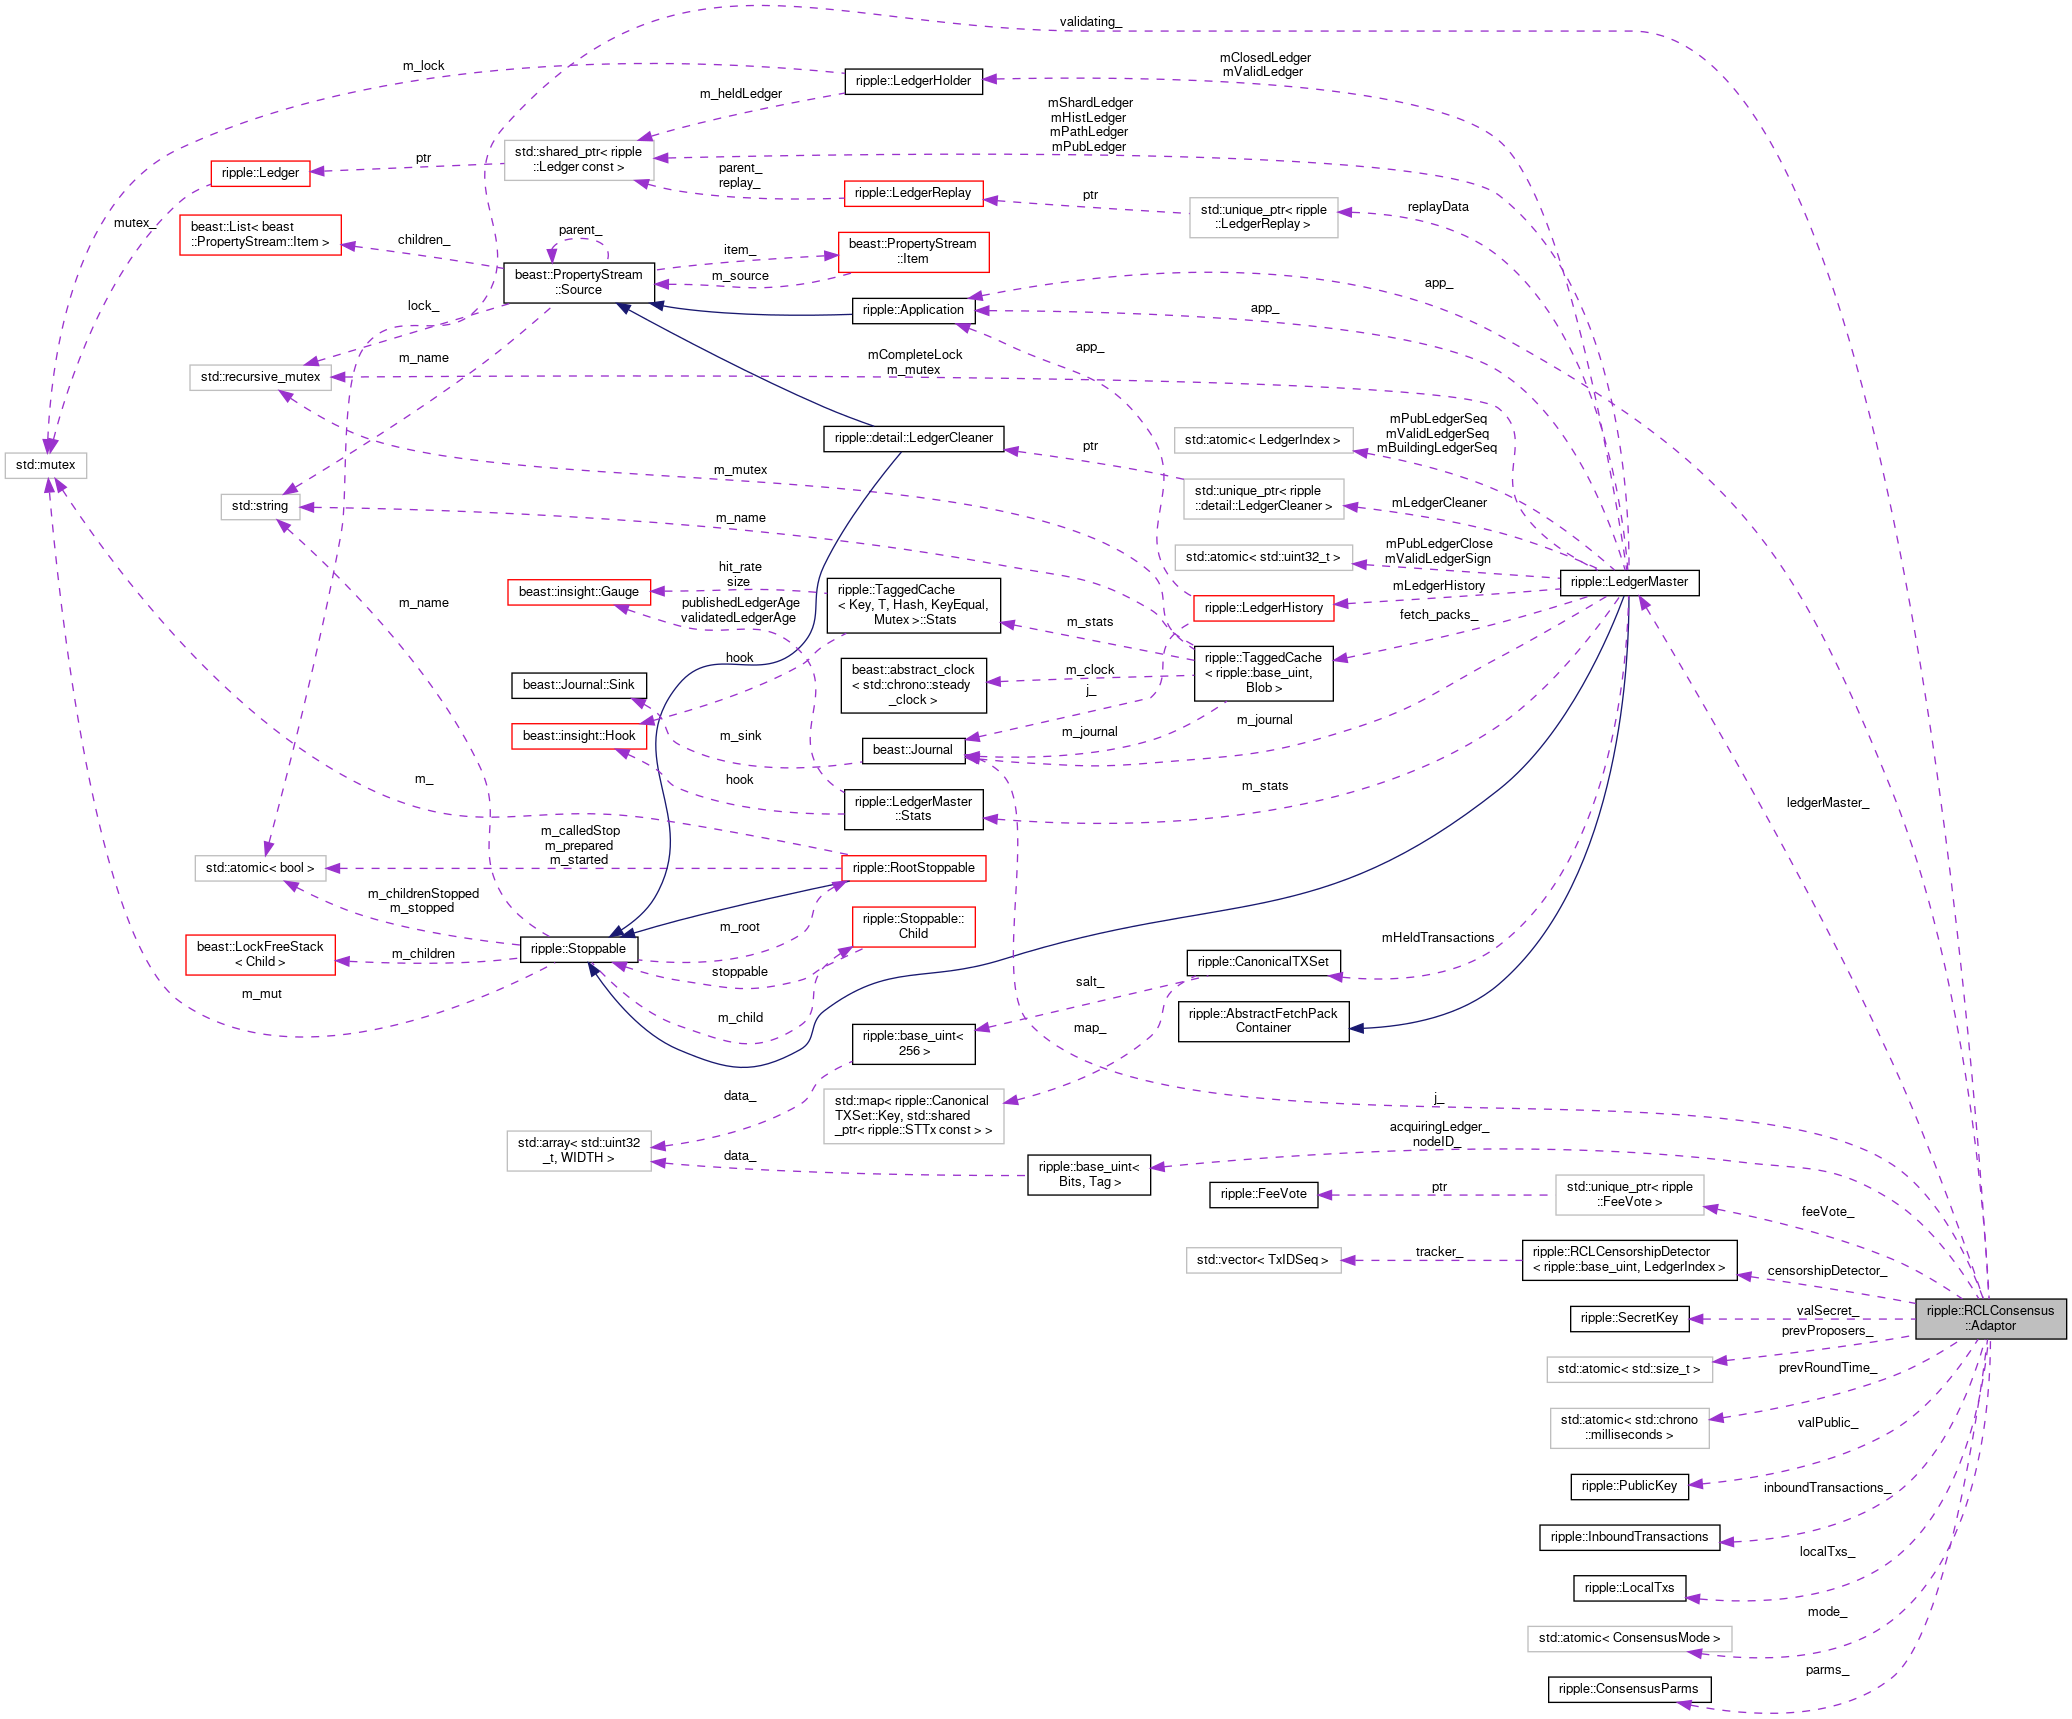 validating_
m_lock
ripple::LedgerHolder
mClosedLedger
mValidLedger
m_heldLedger
mShardLedger
mHistLedger
mPathLedger
mPubLedger
std::shared_ptr< ripple
::Ledger const >
ptr
ripple::Ledger
parent_
replay_
ripple::LedgerReplay
ptr
std::unique_ptr< ripple
::LedgerReplay >
replayData
mutex_
beast::List< beast
::PropertyStream::Item >
children_
parent_
item_
m_source
beast::PropertyStream
::Item
beast::PropertyStream
::Source
ripple::Application
app_
app_
app_
lock_
m_name
std::recursive_mutex
mCompleteLock
m_mutex
ripple::detail::LedgerCleaner
ptr
std::atomic< LedgerIndex >
mPubLedgerSeq
mValidLedgerSeq
mBuildingLedgerSeq
std::mutex
m_mutex
std::unique_ptr< ripple
::detail::LedgerCleaner >
mLedgerCleaner
std::string
m_name
std::atomic< std::uint32_t >
mPubLedgerClose
mValidLedgerSign
ripple::LedgerMaster
hit_rate
size
beast::insight::Gauge
ripple::TaggedCache
< Key, T, Hash, KeyEqual,
Mutex >::Stats
mLedgerHistory
ripple::LedgerHistory
m_name
publishedLedgerAge
validatedLedgerAge
m_stats
fetch_packs_
hook
ripple::TaggedCache
< ripple::base_uint,
Blob >
beast::abstract_clock
< std::chrono::steady
_clock >
m_clock
j_
beast::Journal::Sink
beast::insight::Hook
m_sink
beast::Journal
m_journal
m_journal
hook
m_
ripple::LedgerMaster
::Stats
m_stats
ledgerMaster_
m_calledStop
m_prepared
m_started
std::atomic< bool >
ripple::RootStoppable
m_childrenStopped
m_stopped
m_root
ripple::Stoppable::
Child
beast::LockFreeStack
< Child >
m_children
ripple::Stoppable
stoppable
mHeldTransactions
ripple::CanonicalTXSet
m_mut
m_child
salt_
ripple::AbstractFetchPack
Container
ripple::base_uint<
256 >
map_
data_
std::map< ripple::Canonical
TXSet::Key, std::shared
_ptr< ripple::STTx const > >
j_
std::array< std::uint32
_t, WIDTH >
data_
acquiringLedger_
nodeID_
ripple::base_uint<
Bits, Tag >
ripple::FeeVote
ptr
std::unique_ptr< ripple
::FeeVote >
feeVote_
std::vector< TxIDSeq >
tracker_
ripple::RCLCensorshipDetector
< ripple::base_uint, LedgerIndex >
censorshipDetector_
ripple::RCLConsensus
::Adaptor
ripple::SecretKey
valSecret_
prevProposers_
std::atomic< std::size_t >
prevRoundTime_
std::atomic< std::chrono
::milliseconds >
valPublic_
ripple::PublicKey
inboundTransactions_
ripple::InboundTransactions
localTxs_
ripple::LocalTxs
mode_
std::atomic< ConsensusMode >
parms_
ripple::ConsensusParms